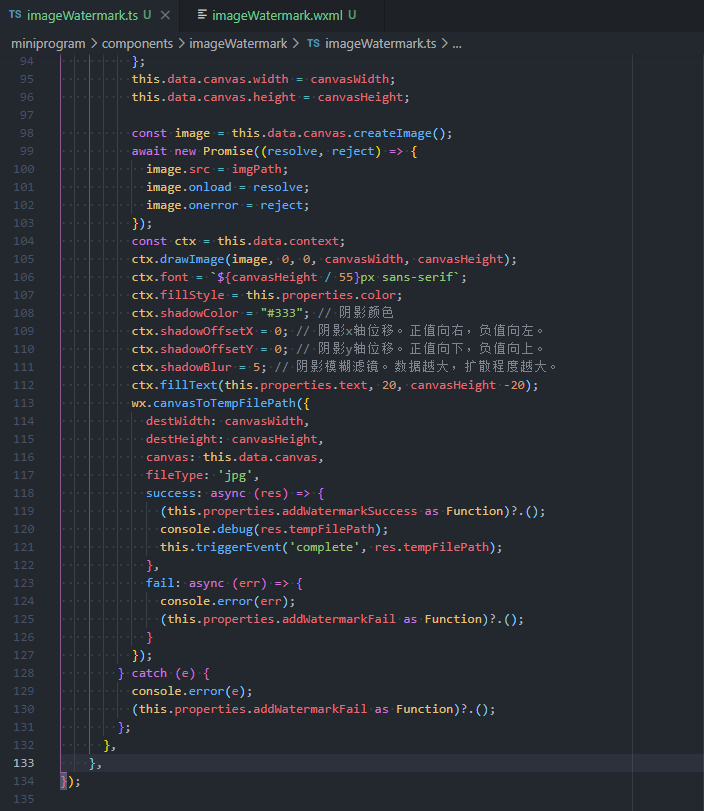 TS imageWatermark.ts U × imageWatermark.wxml U
miniprogram > components > imageWatermark > TS imageWatermark.ts > ...
94 };
95 this.data.canvas.width = canvasWidth;
96 this.data.canvas.height = canvasHeight;
97
98 const image = this.data.canvas.createImage();
99 await new Promise((resolve, reject) => {
100 image.src = imgPath;
101 image.onload = resolve;
102 image.onerror = reject;
103 });
104 const ctx = this.data.context;
105 ctx.drawImage(image, 0, 0, canvasWidth, canvasHeight);
106 ctx.font = `${canvasHeight / 55}px sans-serif`;
107 ctx.fillStyle = this.properties.color;
108 ctx.shadowColor = "#333"; // 阴影颜色
109 ctx.shadowOffsetX = 0; // 阴影x轴位移。正值向右，负值向左。
110 ctx.shadowOffsetY = 0; // 阴影y轴位移。正值向下，负值向上。
111 ctx.shadowBlur = 5; // 阴影模糊滤镜。数据越大，扩散程度越大。
112 ctx.fillText(this.properties.text, 20, canvasHeight -20);
113 wx.canvasToTempFilePath({
114 destWidth: canvasWidth,
115 destHeight: canvasHeight,
116 canvas: this.data.canvas,
117 fileType: 'jpg',
118 success: async (res) => {
119 (this.properties.addWatermarkSuccess as Function)?.();
120 console.debug(res.tempFilePath);
121 this.triggerEvent('complete', res.tempFilePath);
122 },
123 fail: async (err) => {
124 console.error(err);
125 (this.properties.addWatermarkFail as Function)?.();
126 }
127 });
128 } catch (e) {
129 console.error(e);
130 (this.properties.addWatermarkFail as Function)?.();
131 };
132 },
133 },
134 });
135